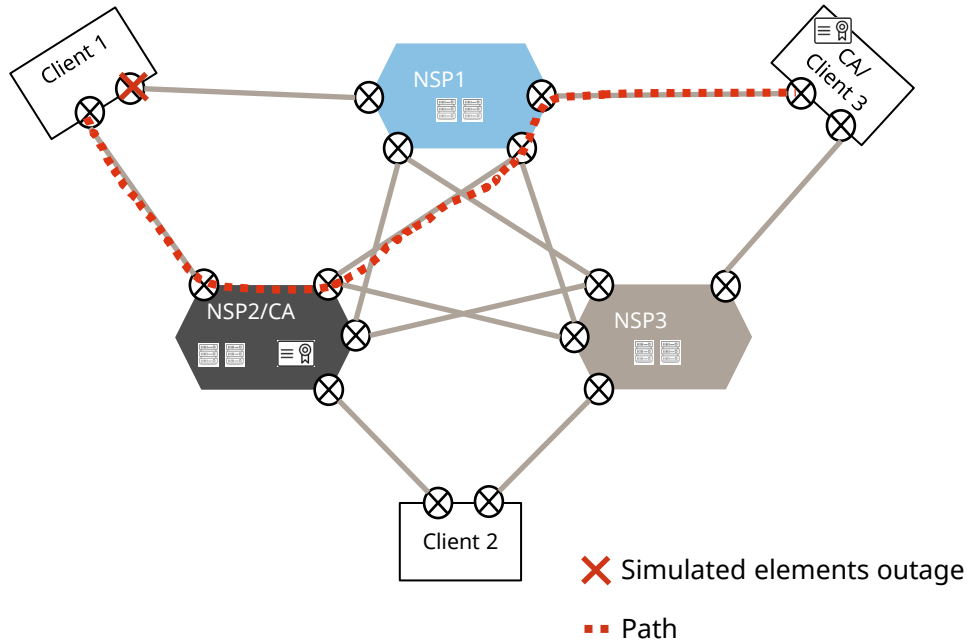 Client 1
NSP1
CA/
Client 3
NSP2/CA
NSP3
Client 2
Simulated elements outage
Path